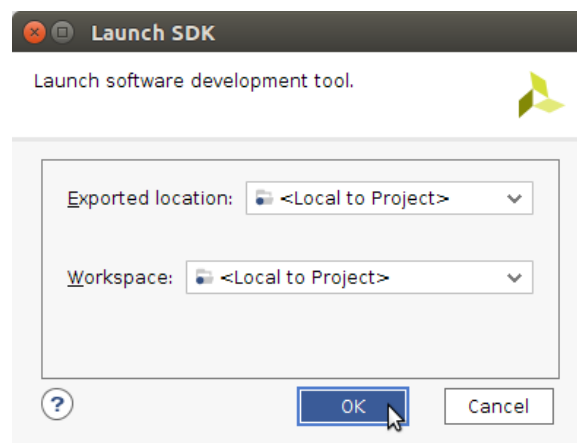 Launch SDK
Launch software development tool.
Exported location: <Local to Project>
Workspace: <Local to Project>
? OK Cancel